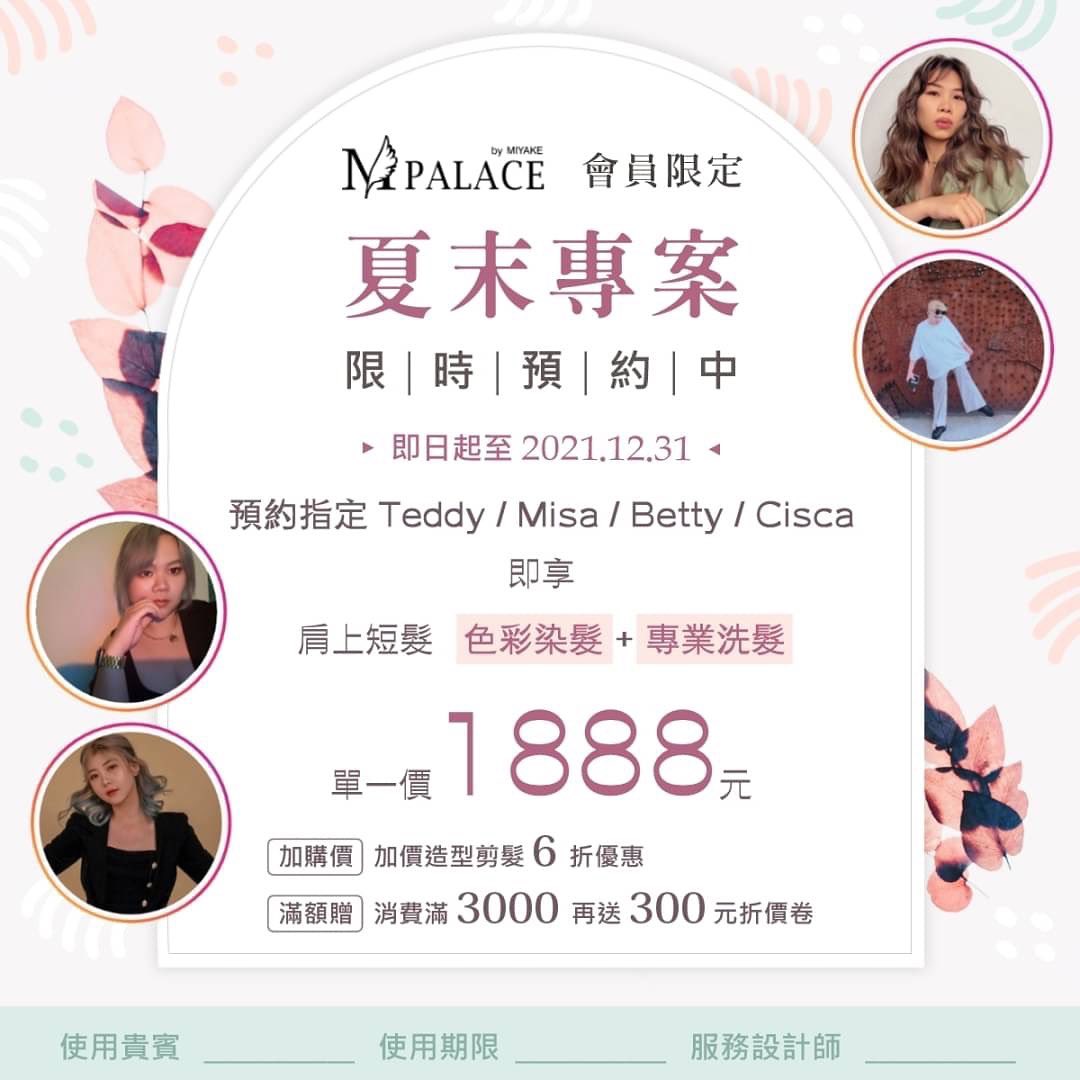 by MIYAKE
M PALACE 會員限定
夏末專案
限|時|預|約|中
▸ 即日起至 2021.12.31 ◂
預約指定 Teddy / Misa / Betty / Cisca
即享
肩上短髮 色彩染髮 + 專業洗髮
單一價 1888 元
加購價 加價造型剪髮 6 折優惠
滿額贈 消費滿 3000 再送 300 元折價卷
使用貴賓 __________ 使用期限 __________ 服務設計師 __________